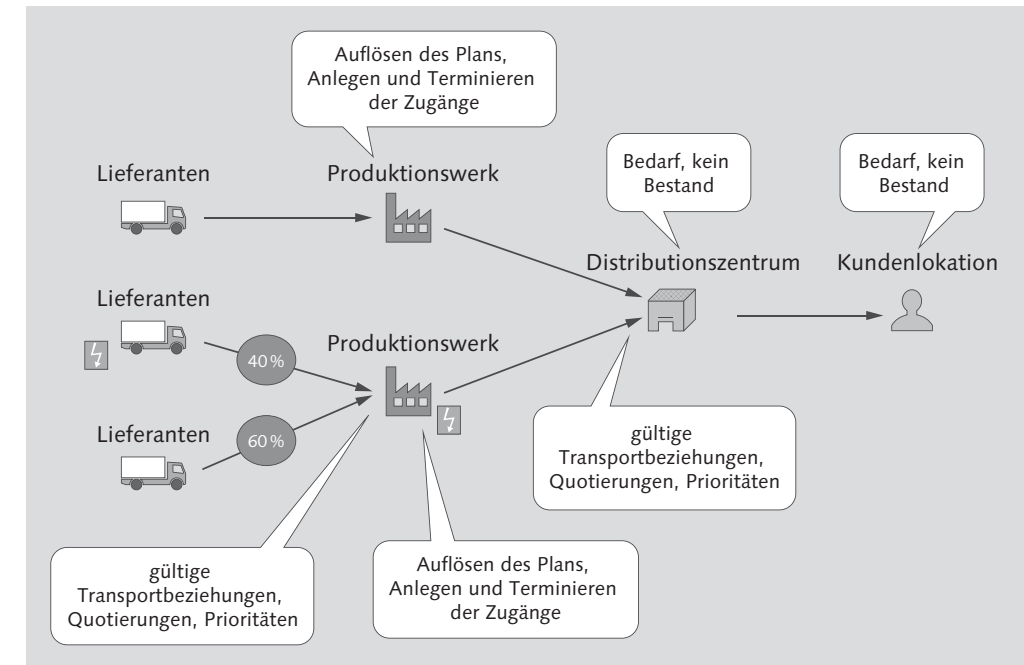 Auflösen des Plans,
Anlegen und Terminieren
der Zugänge
Lieferanten
Produktionswerk
Bedarf, kein
Bestand
Bedarf, kein
Bestand
Distributionszentrum
Kundenlokation
Lieferanten
40 %
Produktionswerk
Lieferanten
60 %
gültige
Transportbeziehungen,
Quotierungen, Prioritäten
gültige
Transportbeziehungen,
Quotierungen, Prioritäten
Auflösen des Plans,
Anlegen und Terminieren
der Zugänge